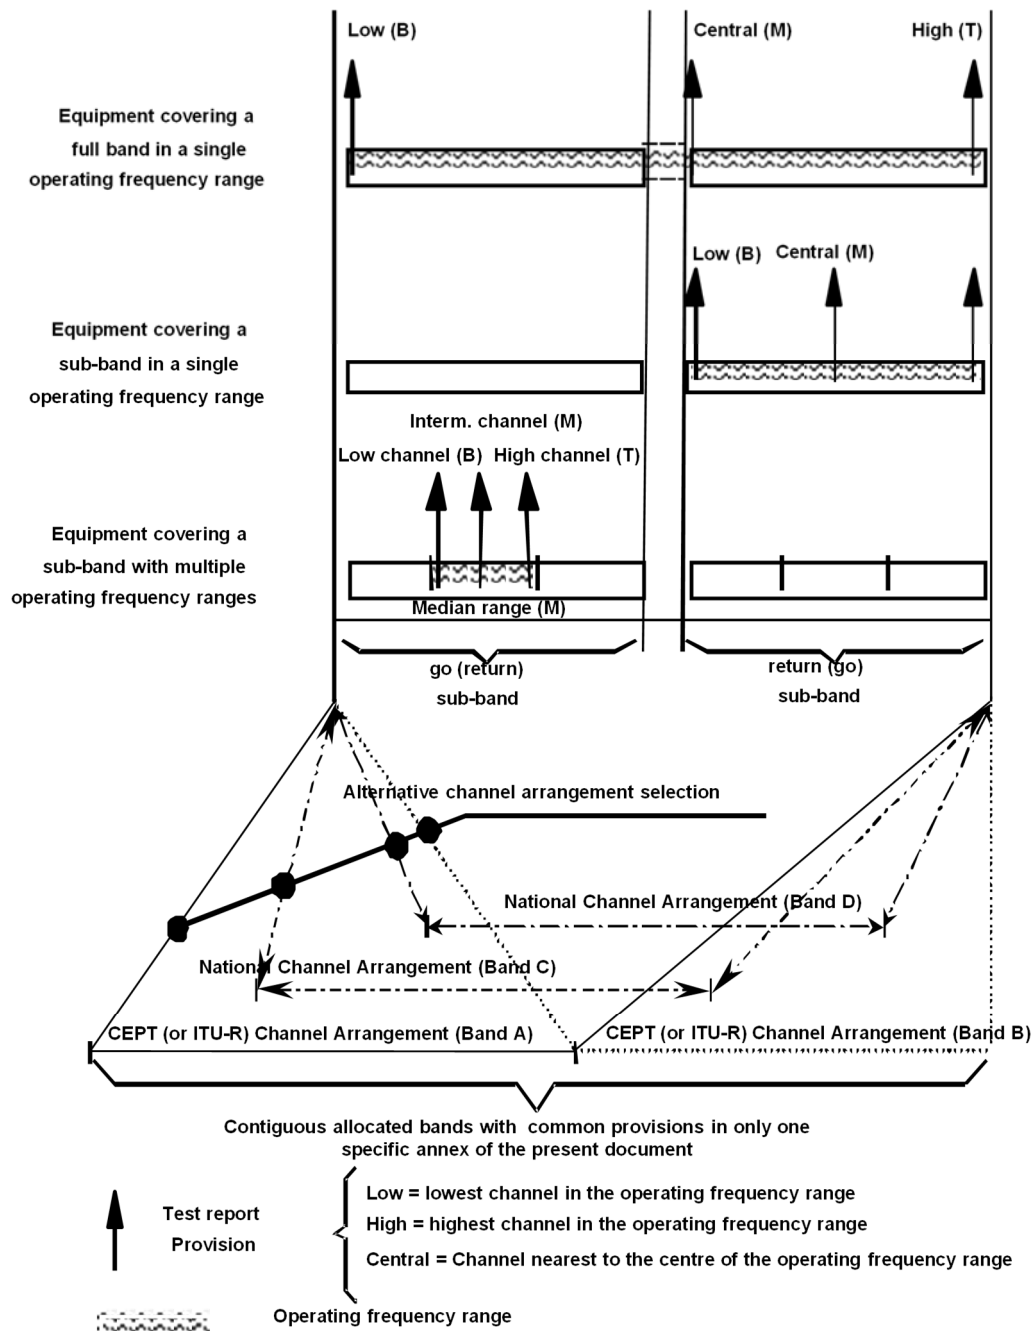 Low (B)
Central (M)
High (T)
Equipment covering a
full band in a single
operating frequency range
Low (B)
Central (M)
Equipment covering a
sub-band in a single
operating frequency range
Interm. channel (M)
Low channel (B)
High channel (T)
Equipment covering a
sub-band with multiple
operating frequency ranges
Median range (M)
go (return)
sub-band
return (go)
sub-band
Alternative channel arrangement selection
National Channel Arrangement (Band D)
National Channel Arrangement (Band C)
CEPT (or ITU-R) Channel Arrangement (Band A)
CEPT (or ITU-R) Channel Arrangement (Band B)
Contiguous allocated bands with common provisions in only one
specific annex of the present document
Test report
Provision
Low = lowest channel in the operating frequency range
High = highest channel in the operating frequency range
Central = Channel nearest to the centre of the operating frequency range
Operating frequency range